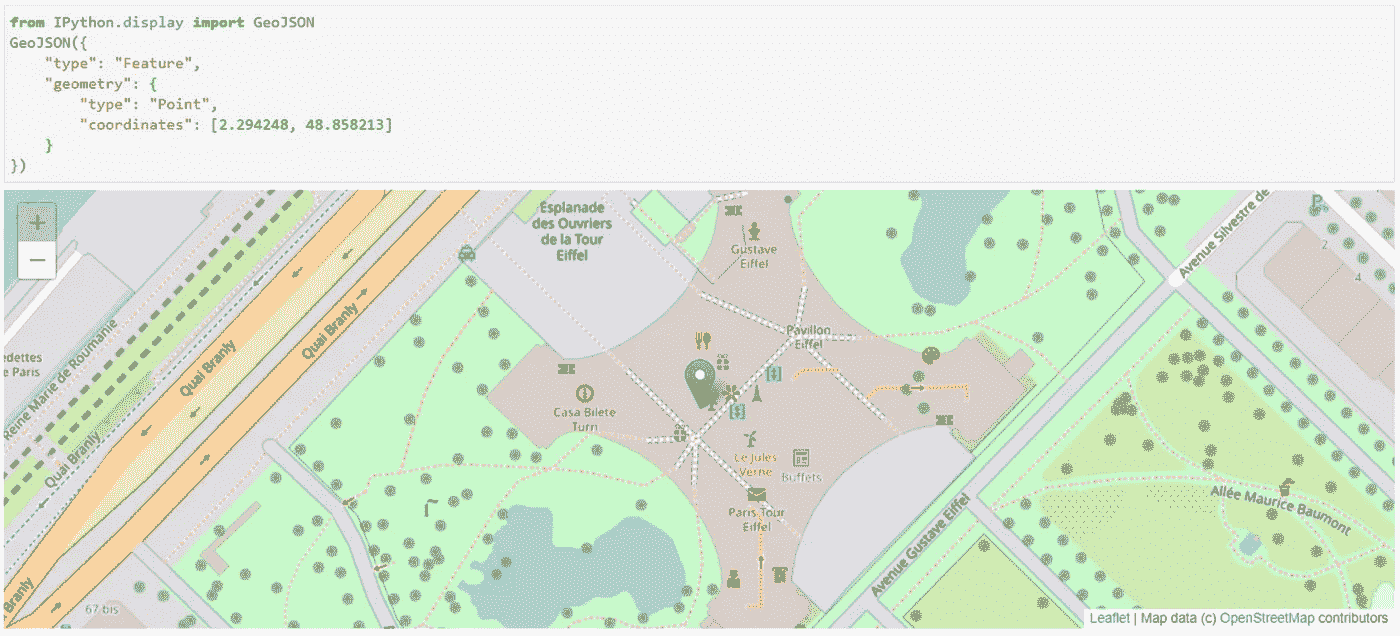 from IPython.display import GeoJSON
GeoJSON({
    "type": "Feature",
    "geometry": {
        "type": "Point",
        "coordinates": [2.294248, 48.858213]
    }
})
+
−
Esplanade
des Ouvriers
de la Tour
Eiffel
Gustave
Eiffel
Avenue Silvestre de
P
2
4
Pavillon
Eiffel
Quai Branly
Quai Branly
edettes
e Paris
Reine Marie de Roumanie
Quai Branly
Casa Bilete
Turn
Le Jules
Verne
Buffets
Paris Tour
Eiffel
Allée Maurice Baumont
Avenue Gustave Eiffel
Branly
67 bis
Leaflet | Map data (c) OpenStreetMap contributors